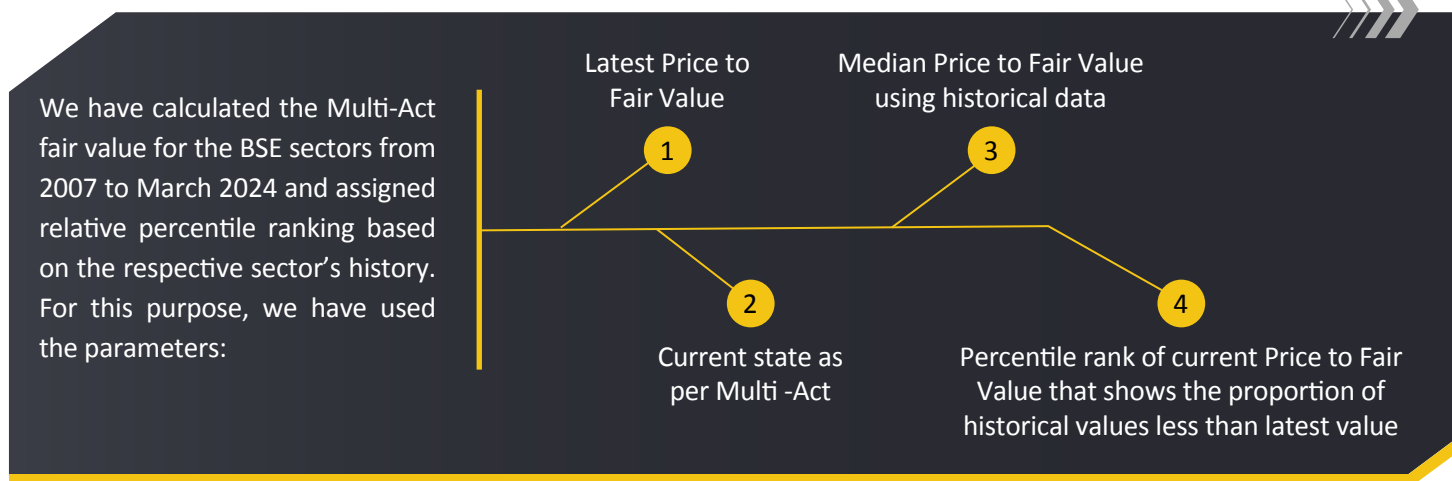 We have calculated the Multi-Act
fair value for the BSE sectors from
2007 to March 2024 and assigned
relative percentile ranking based
on the respective sector's history.
For this purpose, we have used
the parameters:
Latest Price to
Fair Value
1
2
Current state as
per Multi -Act
Median Price to Fair Value
using historical data
3
4
Percentile rank of current Price to Fair
Value that shows the proportion of
historical values less than latest value